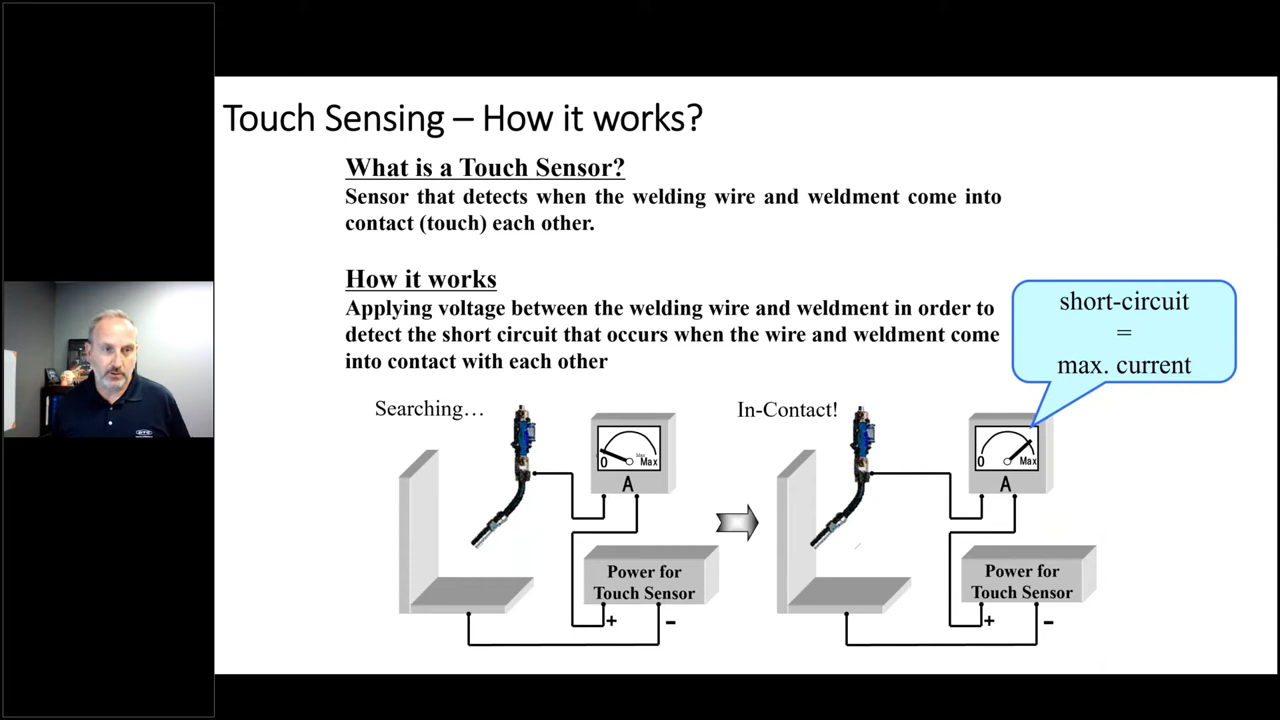 Touch Sensing – How it works?
What is a Touch Sensor?
Sensor that detects when the welding wire and weldment come into
contact (touch) each other.
How it works
Applying voltage between the welding wire and weldment in order to
detect the short circuit that occurs when the wire and weldment come
into contact with each other
short-circuit
=
max. current
Searching…
In-Contact!
0 Max Max
A
0 Max
A
Power for
Touch Sensor
+ -
Power for
Touch Sensor
+ -
OTC